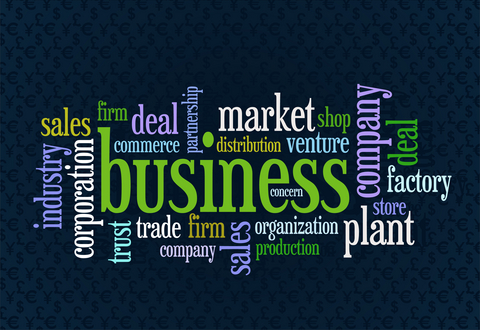 sales
firm
deal
partnership
market
shop
company
deal
commerce
distribution
venture
industry
corporation
business
concern
factory
store
trust
trade
firm
sales
organization
plant
company
production